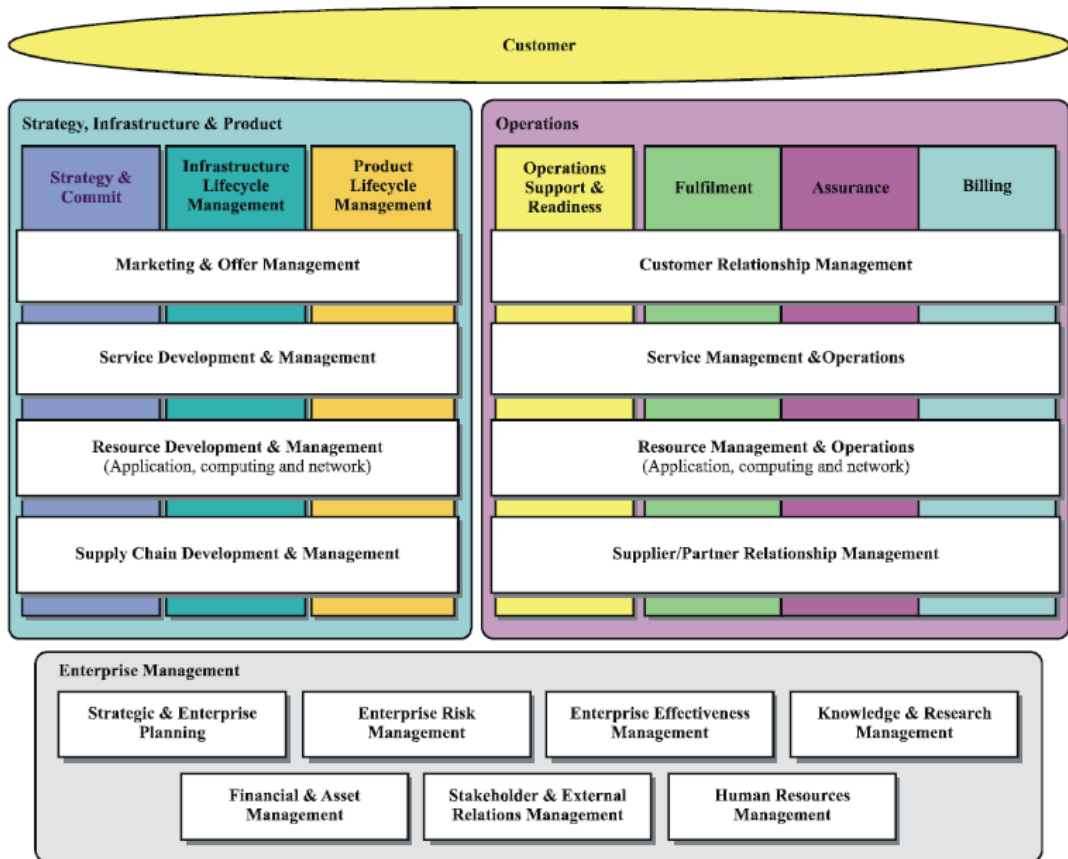 Customer
Strategy, Infrastructure & Product
Strategy &
Commit
Infrastructure
Lifecycle
Management
Product
Lifecycle
Management
Marketing & Offer Management
Service Development & Management
Resource Development & Management
(Application, computing and network)
Supply Chain Development & Management
Operations
Operations
Support &
Readiness
Fulfilment
Assurance
Billing
Customer Relationship Management
Service Management &Operations
Resource Management & Operations
(Application, computing and network)
Supplier/Partner Relationship Management
Enterprise Management
Strategic & Enterprise
Planning
Enterprise Risk
Management
Enterprise Effectiveness
Management
Knowledge & Research
Management
Financial & Asset
Management
Stakeholder & External
Relations Management
Human Resources
Management